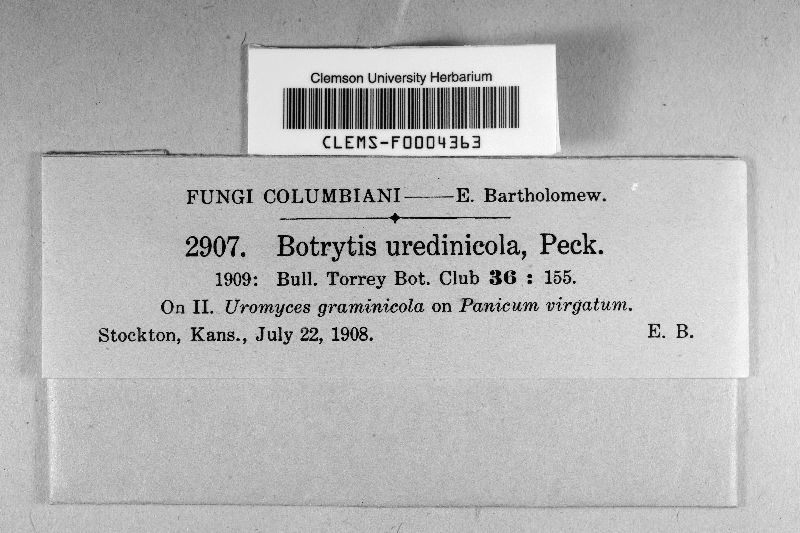 Clemson University Herbarium
CLEMS-F0004363
FUNGI COLUMBIANI——E. Bartholomew.
2907. Botrytis uredinicola, Peck.
1909: Bull. Torrey Bot. Club 36 : 155.
On II. Uromyces graminicola on Panicum virgatum.
Stockton, Kans., July 22, 1908. E. B.